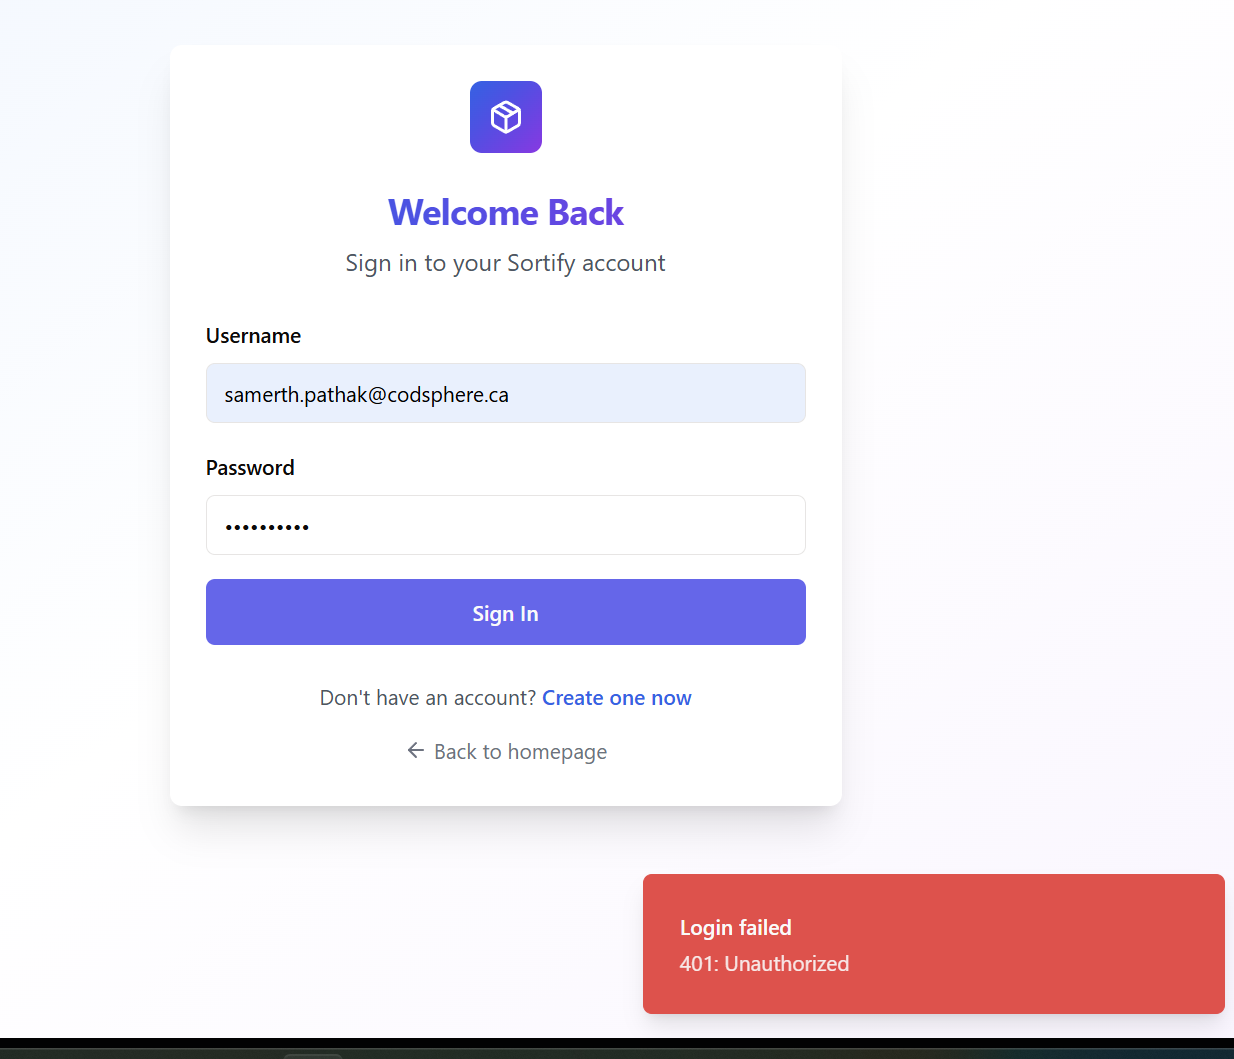 Welcome Back
Sign in to your Sortify account
Username
samerth.pathak@codsphere.ca
Password
••••••••••
Sign In
Don't have an account? Create one now
← Back to homepage
Login failed
401: Unauthorized